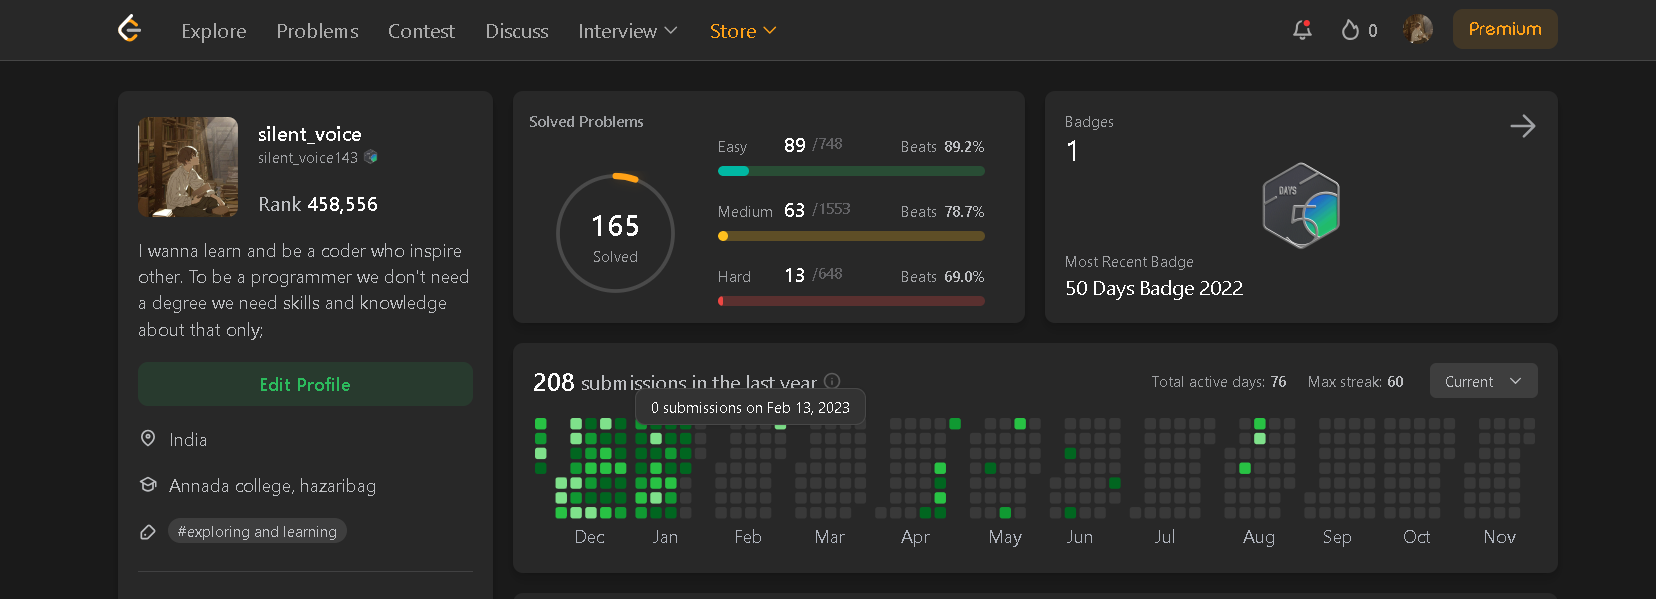 Explore Problems Contest Discuss Interview Store 0 Premium
silent_voice
silent_voice143
Rank 458,556
I wanna learn and be a coder who inspire
other. To be a programmer we don't need
a degree we need skills and knowledge
about that only;
Edit Profile
India
Annada college, hazaribag
#exploring and learning
Solved Problems
165
Solved
Easy 89 /748 Beats 89.2%
Medium 63 /1553 Beats 78.7%
Hard 13 /648 Beats 69.0%
Badges
1
DAYS
5
Most Recent Badge
50 Days Badge 2022
208 submissions in the last year
Total active days: 76 Max streak: 60 Current
0 submissions on Feb 13, 2023
Dec Jan Feb Mar Apr May Jun Jul Aug Sep Oct Nov